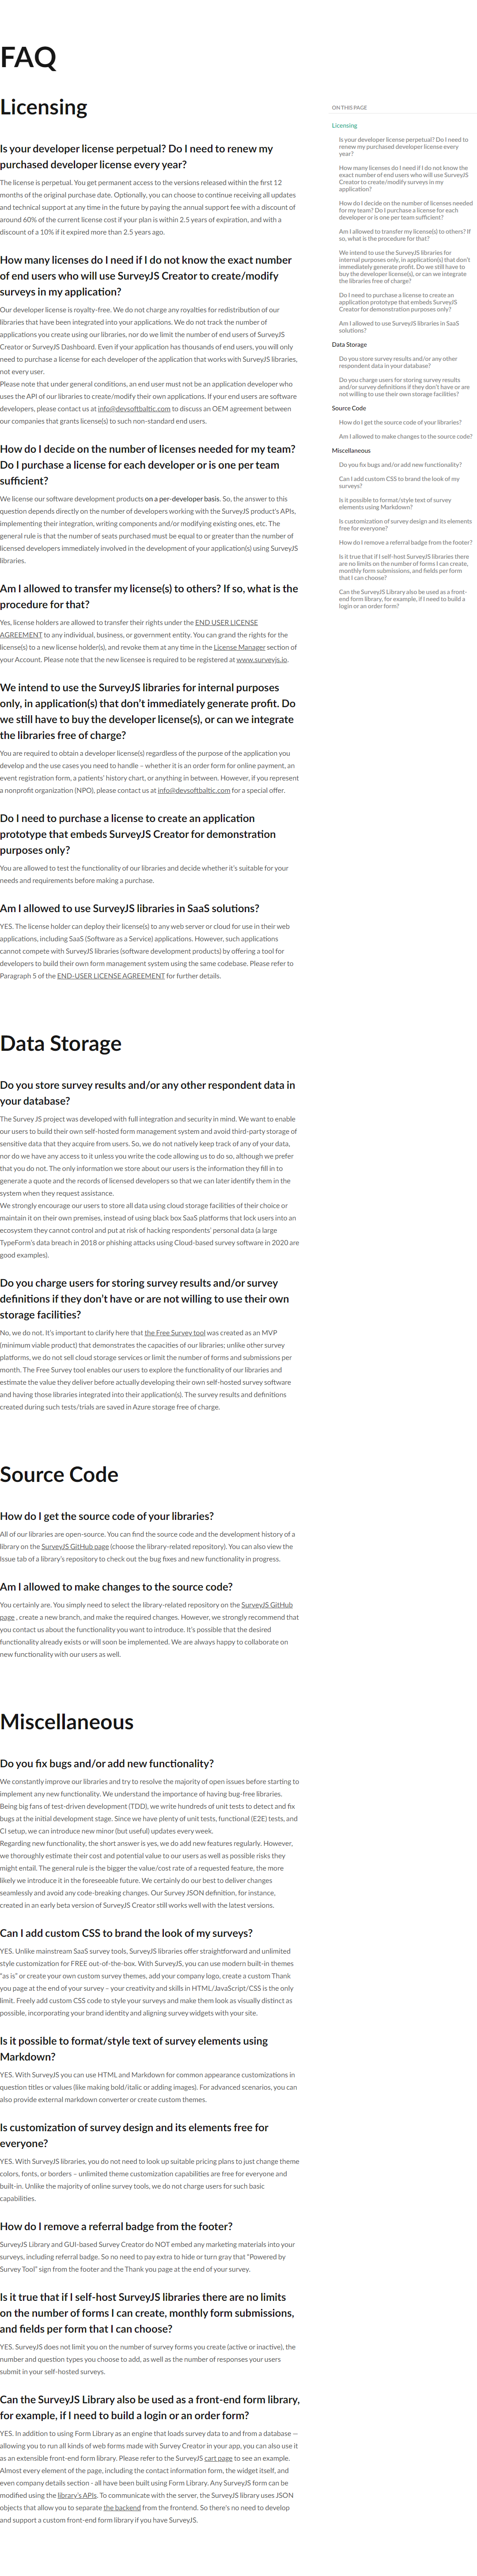 FAQ
Licensing
Is your developer license perpetual? Do I need to renew my
purchased developer license every year?
The license is perpetual. You get permanent access to the versions released within the first 12
months of the original purchase date. Optionally, you can choose to continue receiving all updates
and technical support at any time in the future by paying the annual support fee with a discount of
around 60% of the current license cost if your plan is within 2.5 years of expiration, and with a
discount of a 10% if it expired more than 2.5 years ago.
How many licenses do I need if I do not know the exact number
of end users who will use SurveyJS Creator to create/modify
surveys in my application?
Our developer license is royalty-free. We do not charge any royalties for redistribution of our
libraries that have been integrated into your applications. We do not track the number of
applications you create using our libraries, nor do we limit the number of end users of SurveyJS
Creator or SurveyJS Dashboard. Even if your application has thousands of end users, you will only
need to purchase a license for each developer of the application that works with SurveyJS libraries,
not every user.
Please note that under general conditions, an end user must not be an application developer who
uses the API of our libraries to create/modify their own applications. If your end users are software
developers, please contact us at info@devsoftbaltic.com to discuss an OEM agreement between
our companies that grants license(s) to such non-standard end users.
How do I decide on the number of licenses needed for my team?
Do I purchase a license for each developer or is one per team
sufficient?
We license our software development products on a per-developer basis. So, the answer to this
question depends directly on the number of developers working with the SurveyJS product's APIs,
implementing their integration, writing components and/or modifying existing ones, etc. The
general rule is that the number of seats purchased must be equal to or greater than the number of
licensed developers immediately involved in the development of your application(s) using SurveyJS
libraries.
Am I allowed to transfer my license(s) to others? If so, what is the
procedure for that?
Yes, license holders are allowed to transfer their rights under the END USER LICENSE
AGREEMENT to any individual, business, or government entity. You can grand the rights for the
license(s) to a new license holder(s), and revoke them at any time in the License Manager section of
your Account. Please note that the new licensee is required to be registered at www.surveyjs.io.
We intend to use the SurveyJS libraries for internal purposes
only, in application(s) that don’t immediately generate profit. Do
we still have to buy the developer license(s), or can we integrate
the libraries free of charge?
You are required to obtain a developer license(s) regardless of the purpose of the application you
develop and the use cases you need to handle – whether it is an order form for online payment, an
event registration form, a patients’ history chart, or anything in between. However, if you represent
a nonprofit organization (NPO), please contact us at info@devsoftbaltic.com for a special offer.
Do I need to purchase a license to create an application
prototype that embeds SurveyJS Creator for demonstration
purposes only?
You are allowed to test the functionality of our libraries and decide whether it’s suitable for your
needs and requirements before making a purchase.
Am I allowed to use SurveyJS libraries in SaaS solutions?
YES. The license holder can deploy their license(s) to any web server or cloud for use in their web
applications, including SaaS (Software as a Service) applications. However, such applications
cannot compete with SurveyJS libraries (software development products) by offering a tool for
developers to build their own form management system using the same codebase. Please refer to
Paragraph 5 of the END-USER LICENSE AGREEMENT for further details.
Data Storage
Do you store survey results and/or any other respondent data in
your database?
The Survey JS project was developed with full integration and security in mind. We want to enable
our users to build their own self-hosted form management system and avoid third-party storage of
sensitive data that they acquire from users. So, we do not natively keep track of any of your data,
nor do we have any access to it unless you write the code allowing us to do so, although we prefer
that you do not. The only information we store about our users is the information they fill in to
generate a quote and the records of licensed developers so that we can later identify them in the
system when they request assistance.
We strongly encourage our users to store all data using cloud storage facilities of their choice or
maintain it on their own premises, instead of using black box SaaS platforms that lock users into an
ecosystem they cannot control and put at risk of hacking respondents’ personal data (a large
TypeForm’s data breach in 2018 or phishing attacks using Cloud-based survey software in 2020 are
good examples).
Do you charge users for storing survey results and/or survey
definitions if they don’t have or are not willing to use their own
storage facilities?
No, we do not. It’s important to clarify here that the Free Survey tool was created as an MVP
(minimum viable product) that demonstrates the capacities of our libraries; unlike other survey
platforms, we do not sell cloud storage services or limit the number of forms and submissions per
month. The Free Survey tool enables our users to explore the functionality of our libraries and
estimate the value they deliver before actually developing their own self-hosted survey software
and having those libraries integrated into their application(s). The survey results and definitions
created during such tests/trials are saved in Azure storage free of charge.
Source Code
How do I get the source code of your libraries?
All of our libraries are open-source. You can find the source code and the development history of a
library on the SurveyJS GitHub page (choose the library-related repository). You can also view the
Issue tab of a library’s repository to check out the bug fixes and new functionality in progress.
Am I allowed to make changes to the source code?
You certainly are. You simply need to select the library-related repository on the SurveyJS GitHub
page , create a new branch, and make the required changes. However, we strongly recommend that
you contact us about the functionality you want to introduce. It’s possible that the desired
functionality already exists or will soon be implemented. We are always happy to collaborate on
new functionality with our users as well.
Miscellaneous
Do you fix bugs and/or add new functionality?
We constantly improve our libraries and try to resolve the majority of open issues before starting to
implement any new functionality. We understand the importance of having bug-free libraries.
Being big fans of test-driven development (TDD), we write hundreds of unit tests to detect and fix
bugs at the initial development stage. Since we have plenty of unit tests, functional (E2E) tests, and
CI setup, we can introduce new minor (but useful) updates every week.
Regarding new functionality, the short answer is yes, we do add new features regularly. However,
we thoroughly estimate their cost and potential value to our users as well as possible risks they
might entail. The general rule is the bigger the value/cost rate of a requested feature, the more
likely we introduce it in the foreseeable future. We certainly do our best to deliver changes
seamlessly and avoid any code-breaking changes. Our Survey JSON definition, for instance,
created in an early beta version of SurveyJS Creator still works well with the latest versions.
Can I add custom CSS to brand the look of my surveys?
YES. Unlike mainstream SaaS survey tools, SurveyJS libraries offer straightforward and unlimited
style customization for FREE out-of-the-box. With SurveyJS, you can use modern built-in themes
“as is” or create your own custom survey themes, add your company logo, create a custom Thank
you page at the end of your survey – your creativity and skills in HTML/JavaScript/CSS is the only
limit. Freely add custom CSS code to style your surveys and make them look as visually distinct as
possible, incorporating your brand identity and aligning survey widgets with your site.
Is it possible to format/style text of survey elements using
Markdown?
YES. With SurveyJS you can use HTML and Markdown for common appearance customizations in
question titles or values (like making bold/italic or adding images). For advanced scenarios, you can
also provide external markdown converter or create custom themes.
Is customization of survey design and its elements free for
everyone?
YES. With SurveyJS libraries, you do not need to look up suitable pricing plans to just change theme
colors, fonts, or borders – unlimited theme customization capabilities are free for everyone and
built-in. Unlike the majority of online survey tools, we do not charge users for such basic
capabilities.
How do I remove a referral badge from the footer?
SurveyJS Library and GUI-based Survey Creator do NOT embed any marketing materials into your
surveys, including referral badge. So no need to pay extra to hide or turn gray that “Powered by
Survey Tool” sign from the footer and the Thank you page at the end of your survey.
Is it true that if I self-host SurveyJS libraries there are no limits
on the number of forms I can create, monthly form submissions,
and fields per form that I can choose?
YES. SurveyJS does not limit you on the number of survey forms you create (active or inactive), the
number and question types you choose to add, as well as the number of responses your users
submit in your self-hosted surveys.
Can the SurveyJS Library also be used as a front-end form library,
for example, if I need to build a login or an order form?
YES. In addition to using Form Library as an engine that loads survey data to and from a database —
allowing you to run all kinds of web forms made with Survey Creator in your app, you can also use it
as an extensible front-end form library. Please refer to the SurveyJS cart page to see an example.
Almost every element of the page, including the contact information form, the widget itself, and
even company details section - all have been built using Form Library. Any SurveyJS form can be
modified using the library’s APIs. To communicate with the server, the SurveyJS library uses JSON
objects that allow you to separate the backend from the frontend. So there's no need to develop
and support a custom front-end form library if you have SurveyJS.
ON THIS PAGE
Licensing
Is your developer license perpetual? Do I need to
renew my purchased developer license every
year?
How many licenses do I need if I do not know the
exact number of end users who will use SurveyJS
Creator to create/modify surveys in my
application?
How do I decide on the number of licenses needed
for my team? Do I purchase a license for each
developer or is one per team sufficient?
Am I allowed to transfer my license(s) to others? If
so, what is the procedure for that?
We intend to use the SurveyJS libraries for
internal purposes only, in application(s) that don’t
immediately generate profit. Do we still have to
buy the developer license(s), or can we integrate
the libraries free of charge?
Do I need to purchase a license to create an
application prototype that embeds SurveyJS
Creator for demonstration purposes only?
Am I allowed to use SurveyJS libraries in SaaS
solutions?
Data Storage
Do you store survey results and/or any other
respondent data in your database?
Do you charge users for storing survey results
and/or survey definitions if they don’t have or are
not willing to use their own storage facilities?
Source Code
How do I get the source code of your libraries?
Am I allowed to make changes to the source code?
Miscellaneous
Do you fix bugs and/or add new functionality?
Can I add custom CSS to brand the look of my
surveys?
Is it possible to format/style text of survey
elements using Markdown?
Is customization of survey design and its elements
free for everyone?
How do I remove a referral badge from the footer?
Is it true that if I self-host SurveyJS libraries there
are no limits on the number of forms I can create,
monthly form submissions, and fields per form
that I can choose?
Can the SurveyJS Library also be used as a front-
end form library, for example, if I need to build a
login or an order form?